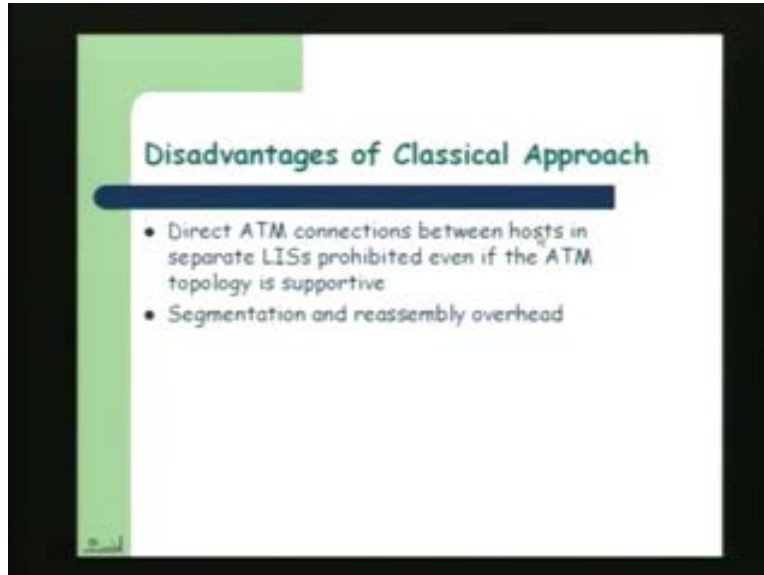 Disadvantages of Classical Approach
• Direct ATM connections between hosts in
separate LISs prohibited even if the ATM
topology is supportive
• Segmentation and reassembly overhead